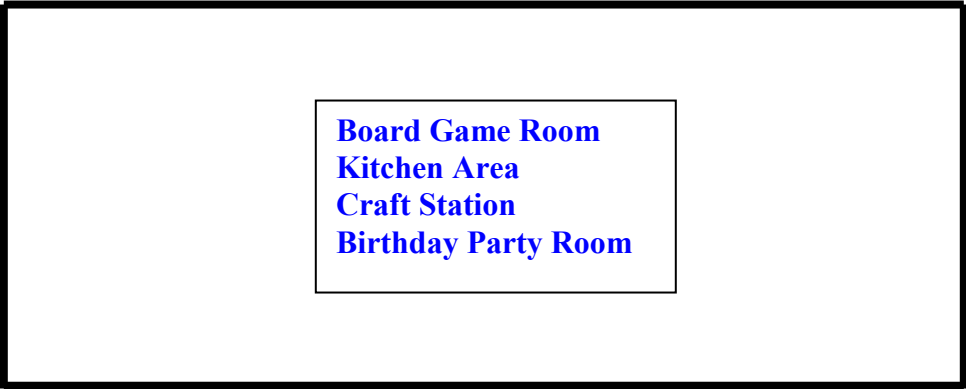 Board Game Room
Kitchen Area
Craft Station
Birthday Party Room